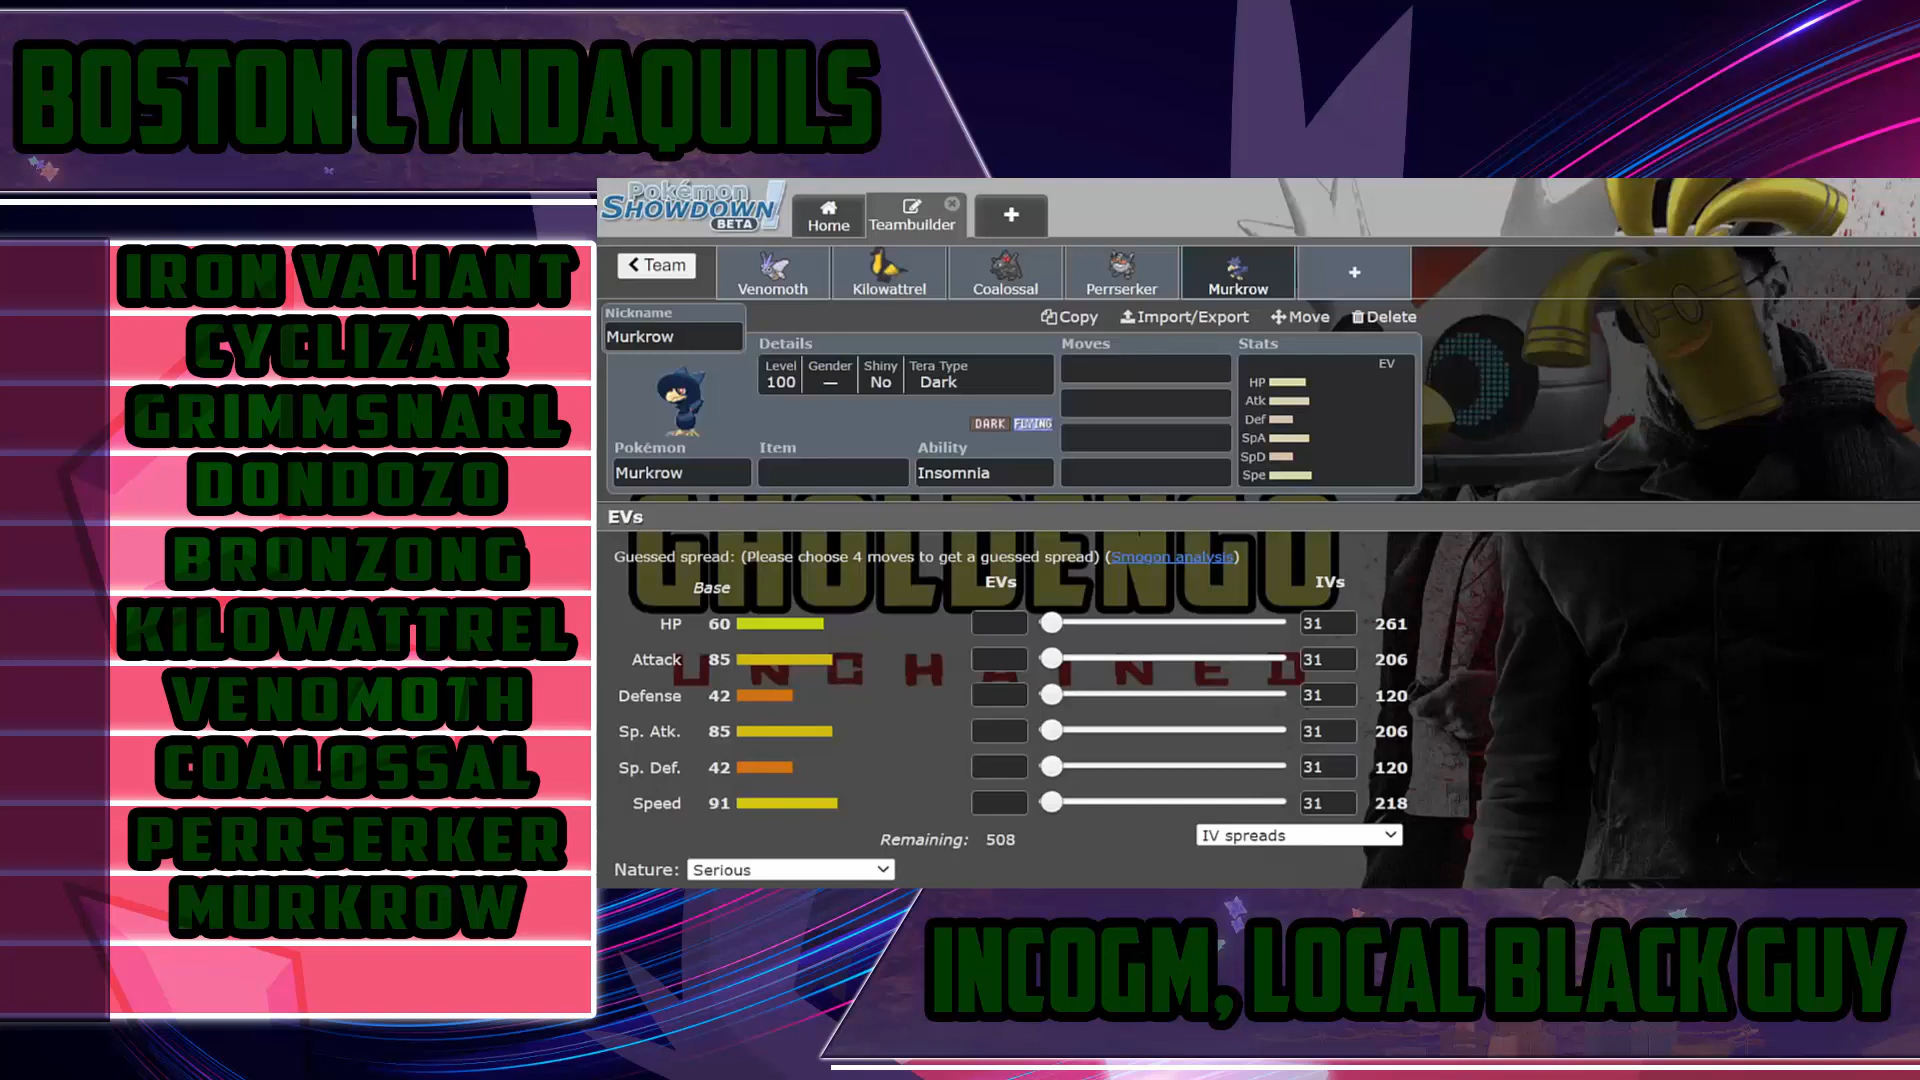 BOSTON CYNDAQUILS
IRON VALIANT
CYCLIZAR
GRIMMSNARL
DONDOZO
BRONZONG
KILOWATTREL
VENOMOTH
COALOSSAL
PERRSERKER
MURKROW
Pokémon
SHOWDOWN!
BETA
Home
Teambuilder
+
Team
Venomoth
Kilowattrel
Coalossal
Perrserker
Murkrow
+
Nickname
Murkrow
Copy Import/Export Move Delete
Details
Level Gender Shiny Tera Type
100 — No Dark
DARK FLYING
Pokémon Item Ability
Murkrow Insomnia
Moves
Stats
EV
HP
Atk
Def
SpA
SpD
Spe
EVs
GHOLDENGO
UNCHAINED
Guessed spread: (Please choose 4 moves to get a guessed spread) (Smogon analysis)
Base EVs IVs
HP 60 31 261
Attack 85 31 206
Defense 42 31 120
Sp. Atk. 85 31 206
Sp. Def. 42 31 120
Speed 91 31 218
Remaining: 508
IV spreads
Nature: Serious
INCOGM, LOCAL BLACK GUY